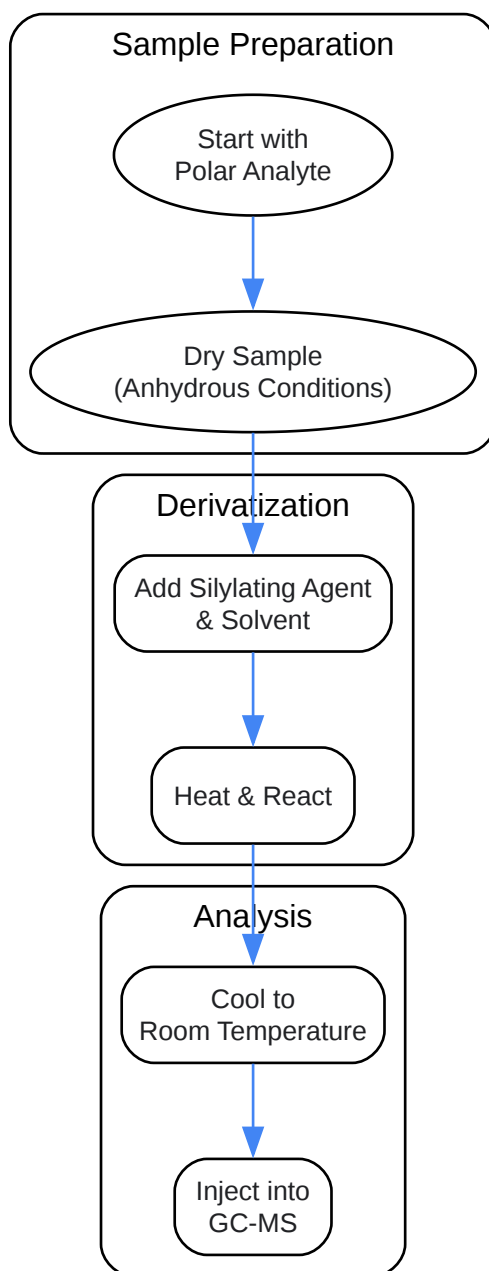 Sample Preparation
Start with
Polar Analyte
Dry Sample
(Anhydrous Conditions)
Derivatization
Add Silylating Agent
& Solvent
Heat & React
Analysis
Cool to
Room Temperature
Inject into
GC-MS